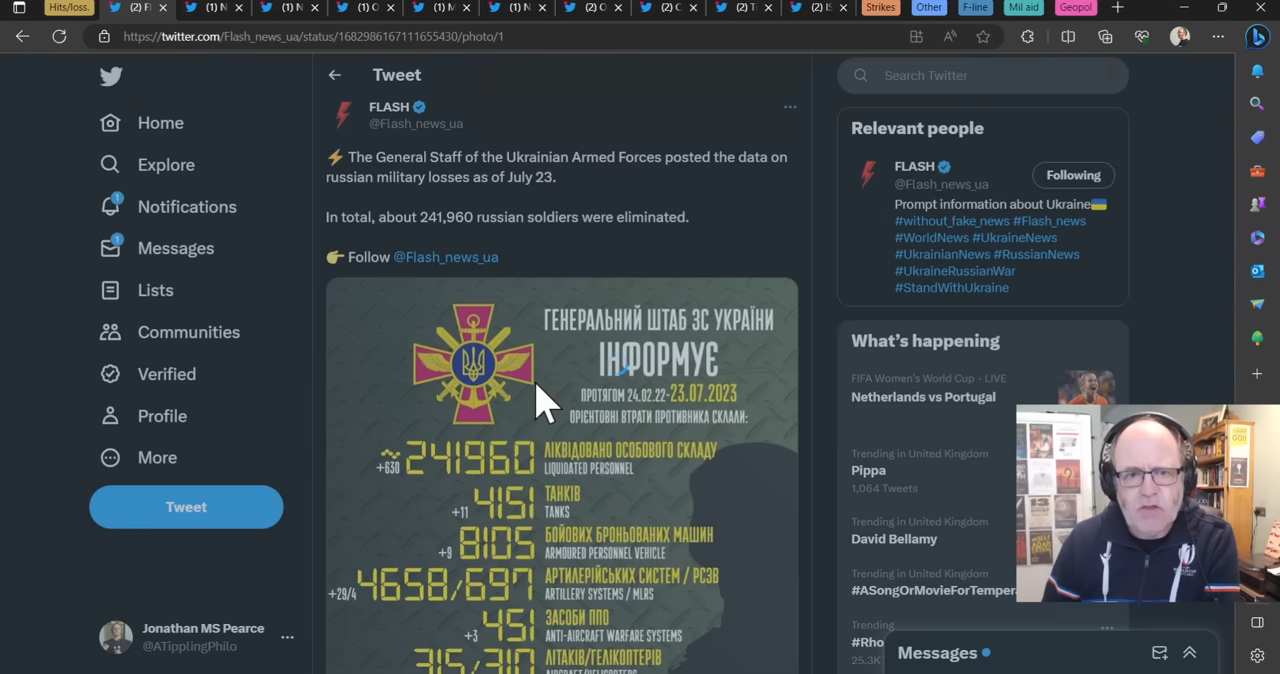 Hits/loss.
(2) Fl
(1) N
(1) N
(1) O
(1) M
(1) N
(2) O
(2) C
(2) T
(2) IS
Strikes
Other
F-line
Mil aid
Geopol
https://twitter.com/Flash_news_ua/status/1682986167111655430/photo/1
Home
Explore
1
Notifications
1
Messages
Lists
Communities
Verified
Profile
More
Tweet
Jonathan MS Pearce
@ATipplingPhilo
Tweet
FLASH
@Flash_news_ua
⚡ The General Staff of the Ukrainian Armed Forces posted the data on
russian military losses as of July 23.
In total, about 241,960 russian soldiers were eliminated.
👉 Follow @Flash_news_ua
ГЕНЕРАЛЬНИЙ ШТАБ ЗС УКРАЇНИ
ІНФОРМУЄ
ПРОТЯГОМ 24.02.22-23.07.2023
ОРІЄНТОВНІ ВТРАТИ ПРОТИВНИКА СКЛАЛИ:
~241960 ЛІКВІДОВАНО ОСОБОВОГО СКЛАДУ
+630 LIQUIDATED PERSONNEL
4151 ТАНКІВ
+11 TANKS
8105 БОЙОВИХ БРОНЬОВАНИХ МАШИН
+9 ARMOURED PERSONNEL VEHICLE
4658/697 АРТИЛЕРІЙСЬКИХ СИСТЕМ / РСЗВ
+29/4 ARTILLERY SYSTEMS / MLRS
451 ЗАСОБИ ППО
+3 ANTI-AIRCRAFT WARFARE SYSTEMS
315/310 ЛІТАКІВ/ГЕЛІКОПТЕРІВ
Search Twitter
Relevant people
FLASH
@Flash_news_ua
Following
Prompt information about Ukraine🇺🇦
#without_fake_news #Flash_news
#WorldNews #UkraineNews
#UkrainianNews #RussianNews
#UkraineRussianWar
#StandWithUkraine
What's happening
FIFA Women's World Cup · LIVE
Netherlands vs Portugal
Trending in United Kingdom
Pippa
1,064 Tweets
Trending in United Kingdom
David Bellamy
Trending in United Kingdom
#ASongOrMovieForTemper
Trending
#Rho
25.3K
Messages